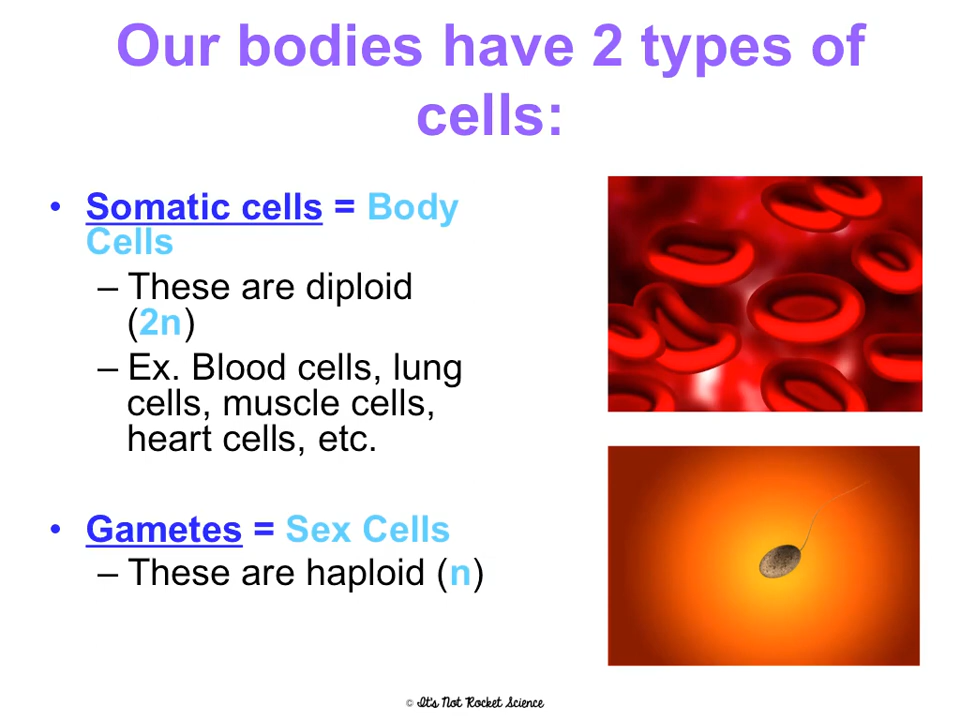 Our bodies have 2 types of
cells:
• Somatic cells = Body
Cells
– These are diploid
(2n)
– Ex. Blood cells, lung
cells, muscle cells,
heart cells, etc.
• Gametes = Sex Cells
– These are haploid (n)
© It's Not Rocket Science